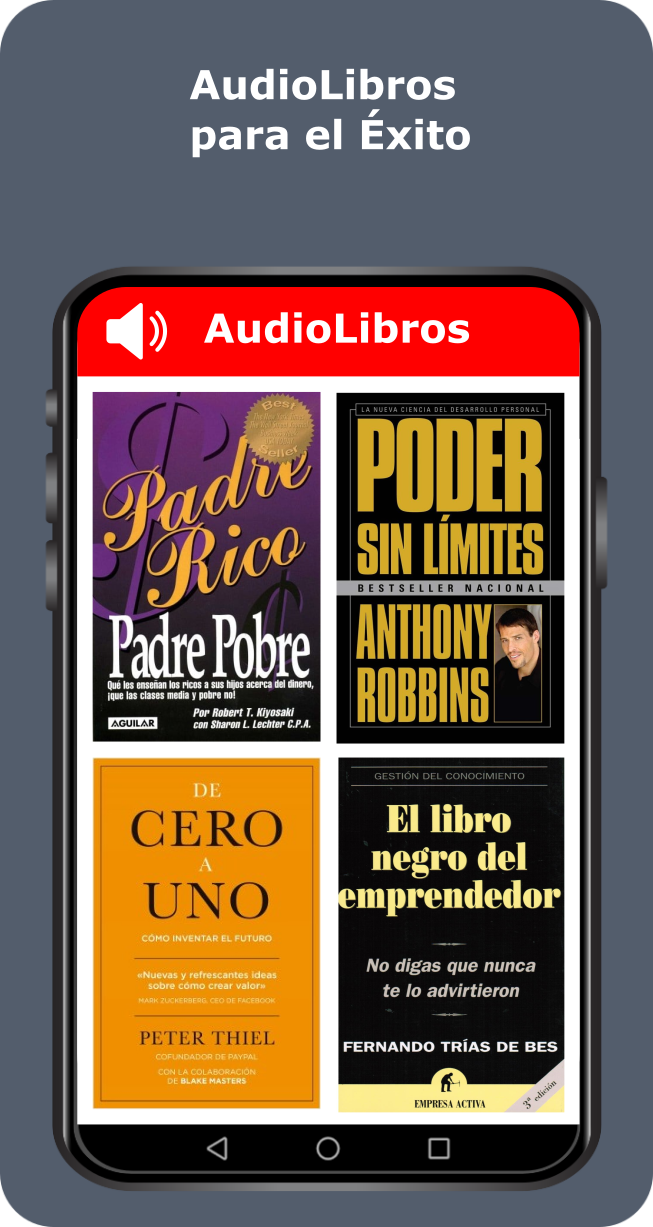 AudioLibros
para el Éxito
AudioLibros
Best
Seller
Padre
Rico
Padre Pobre
Qué les enseñan los ricos a sus hijos acerca del dinero,
¡que las clases media y pobre no!
Por Robert T. Kiyosaki
con Sharon L. Lechter C.P.A.
AGUILAR
LA NUEVA CIENCIA DEL DESARROLLO PERSONAL
PODER
SIN LÍMITES
BESTSELLER NACIONAL
ANTHONY
ROBBINS
DE
CERO
A
UNO
CÓMO INVENTAR EL FUTURO
«Nuevas y refrescantes ideas
sobre cómo crear valor»
MARK ZUCKERBERG, CEO DE FACEBOOK
PETER THIEL
COFUNDADOR DE PAYPAL
CON LA COLABORACIÓN
DE BLAKE MASTERS
GESTIÓN DEL CONOCIMIENTO
El libro
negro del
emprendedor
No digas que nunca
te lo advirtieron
FERNANDO TRÍAS DE BES
EMPRESA ACTIVA
3ª edición